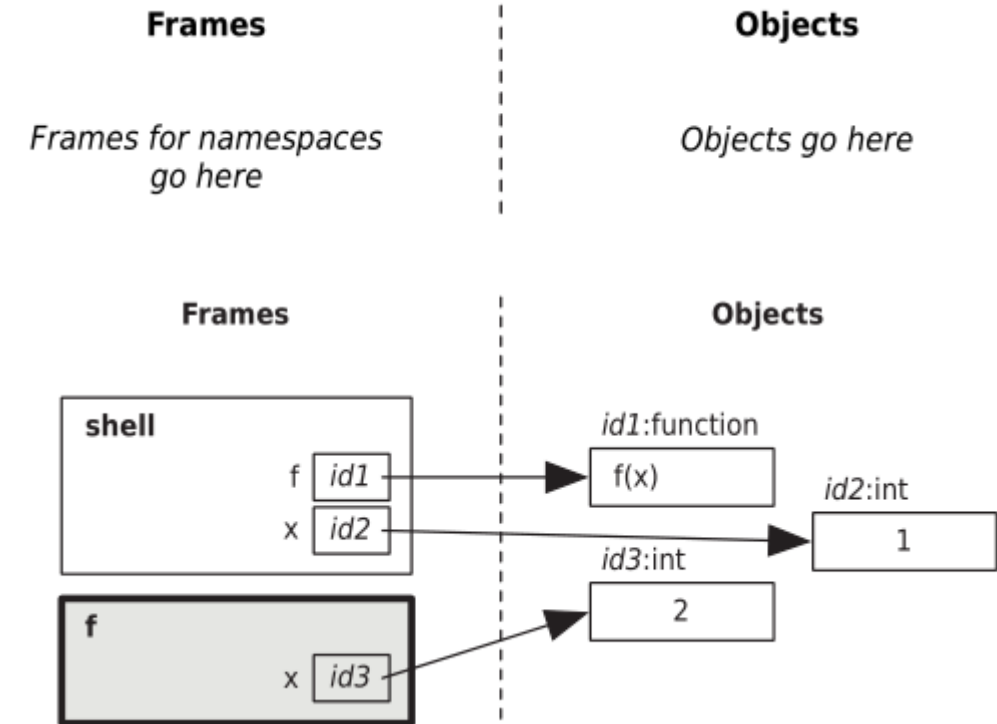 Frames
Objects
Frames for namespaces
go here
Objects go here
Frames
Objects
shell
f id1
x id2
id1:function
f(x)
id2:int
1
id3:int
2
f
x id3